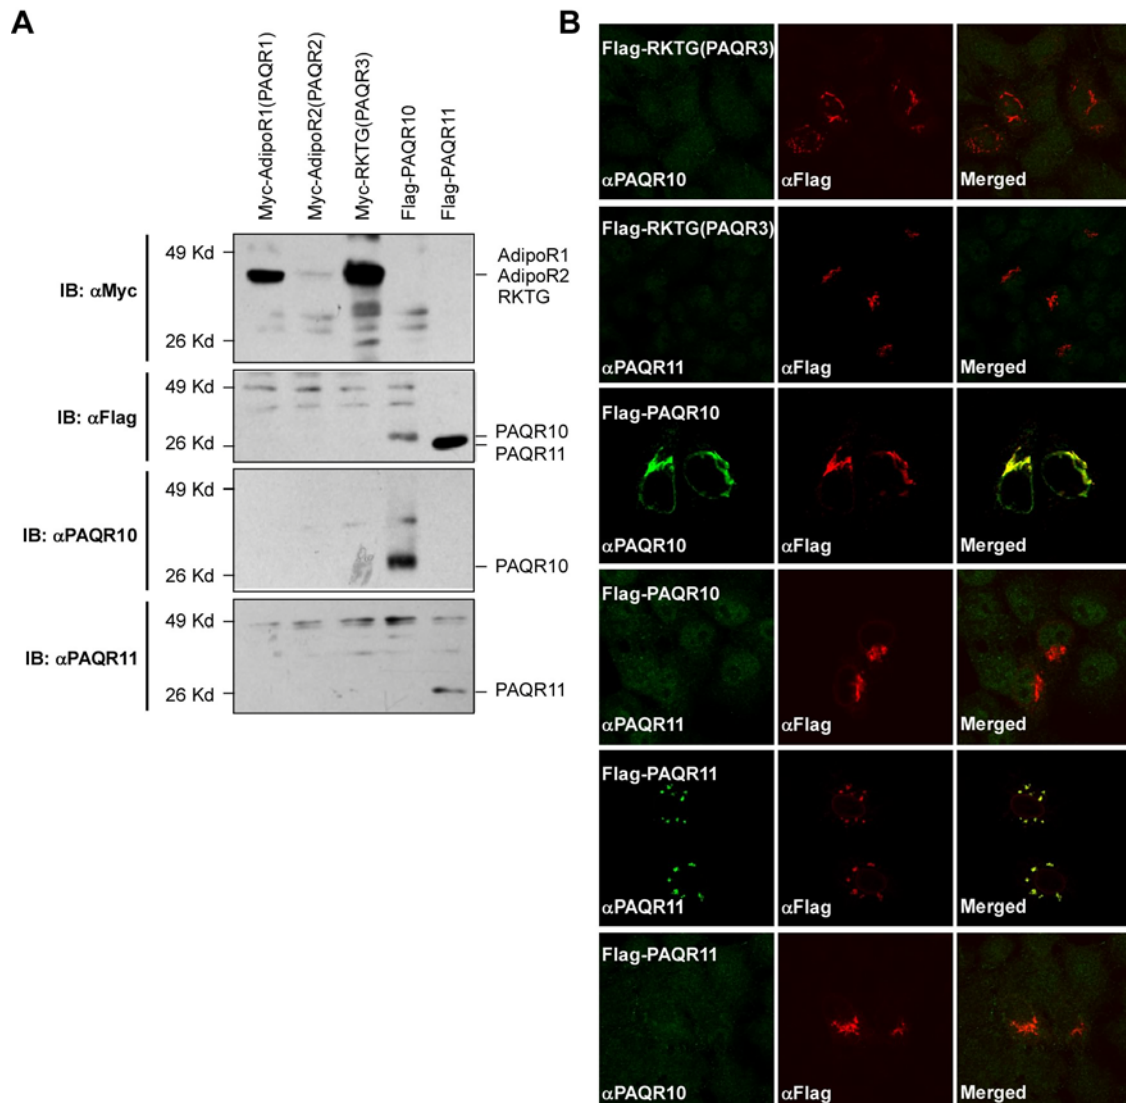 A
Myc-AdipoR1(PAQR1)
Myc-AdipoR2(PAQR2)
Myc-RKTG(PAQR3)
Flag-PAQR10
Flag-PAQR11
IB: αMyc
49 Kd
26 Kd
AdipoR1
AdipoR2
RKTG
IB: αFlag
49 Kd
26 Kd
PAQR10
PAQR11
IB: αPAQR10
49 Kd
26 Kd
PAQR10
IB: αPAQR11
49 Kd
26 Kd
PAQR11
B
Flag-RKTG(PAQR3)
αPAQR10
αFlag
Merged
Flag-RKTG(PAQR3)
αPAQR11
αFlag
Merged
Flag-PAQR10
αPAQR10
αFlag
Merged
Flag-PAQR10
αPAQR11
αFlag
Merged
Flag-PAQR11
αPAQR11
αFlag
Merged
Flag-PAQR11
αPAQR10
αFlag
Merged